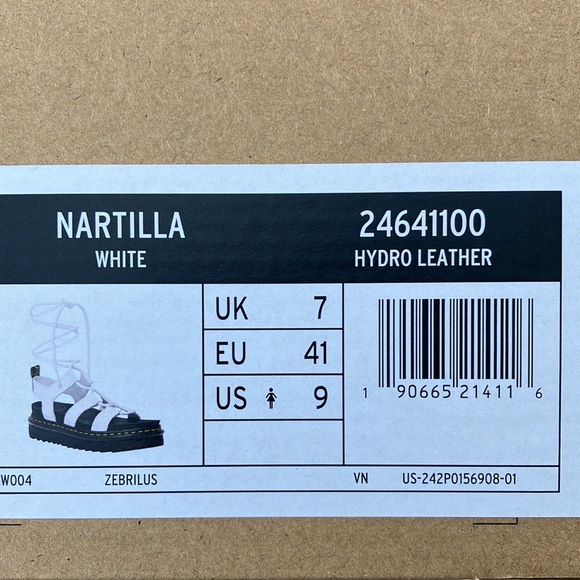 NARTILLA 24641100
WHITE HYDRO LEATHER
UK 7
EU 41
US 9
1 90665 21411 6
W004 ZEBRILUS VN US-242P0156908-01